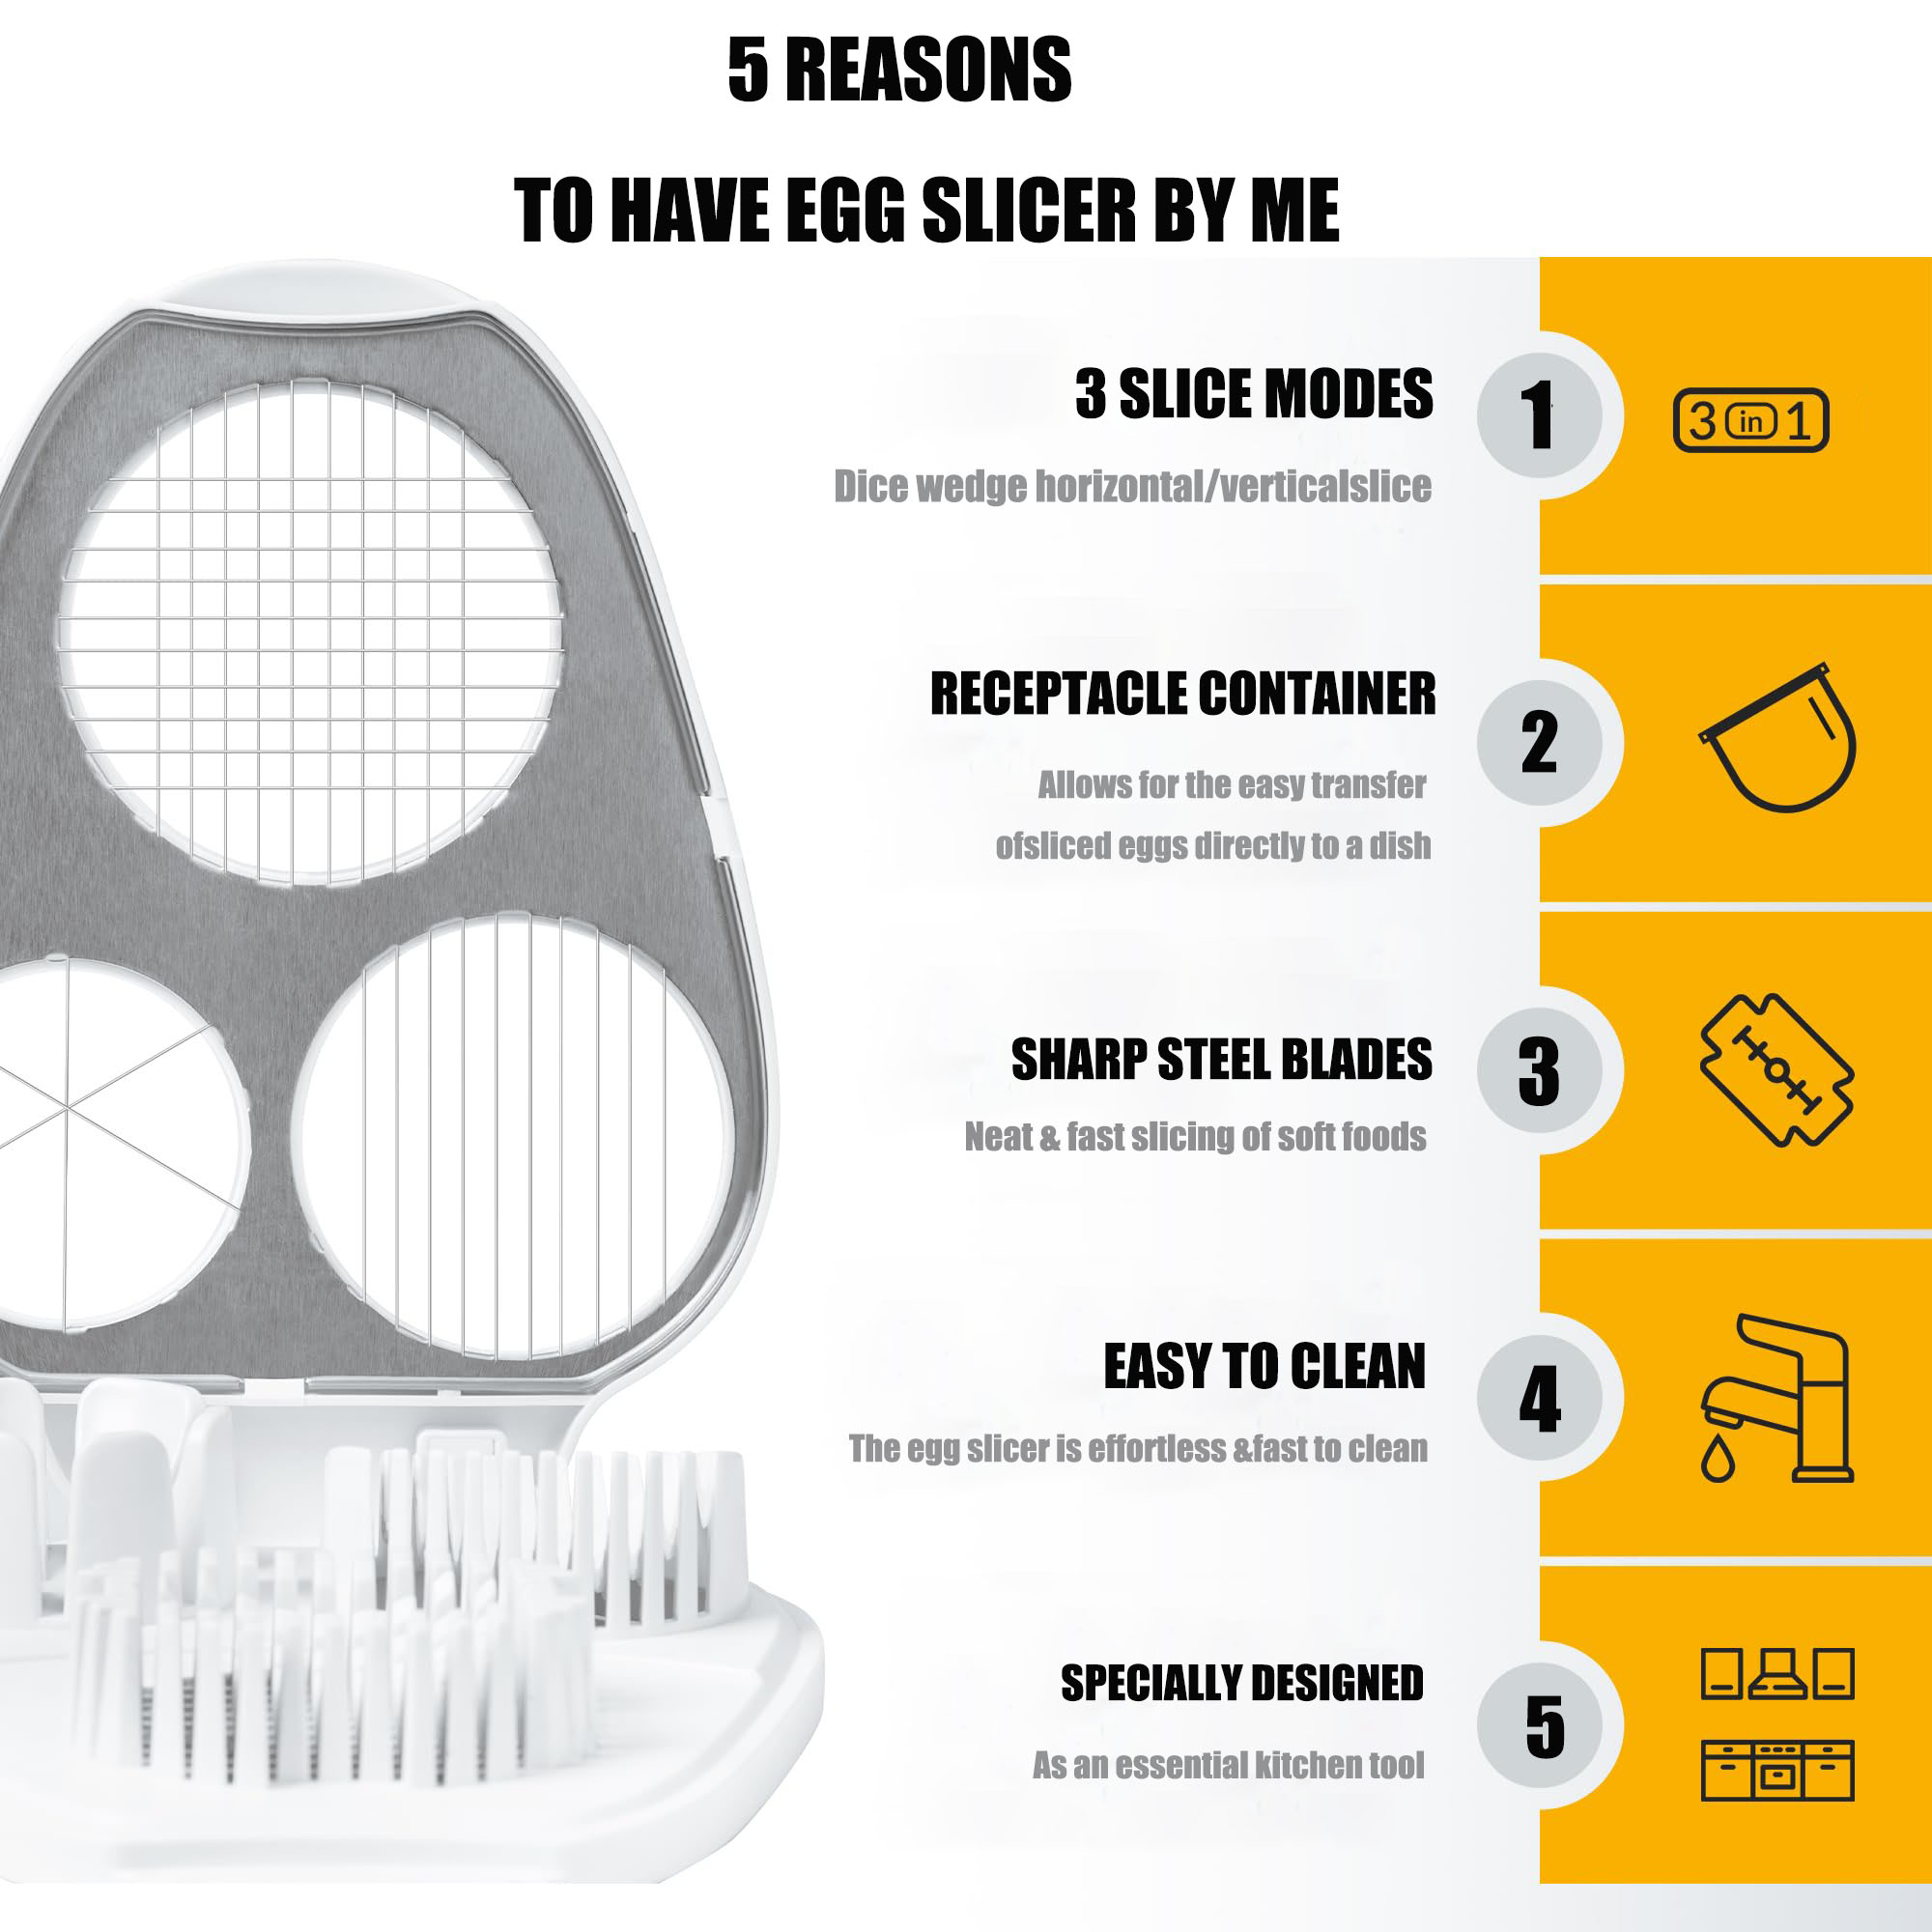 5 REASONS
TO HAVE EGG SLICER BY ME
3 SLICE MODES
Dice wedge horizontal/verticalslice
1
3 in 1
RECEPTACLE CONTAINER
Allows for the easy transfer
ofsliced eggs directly to a dish
2
SHARP STEEL BLADES
Neat & fast slicing of soft foods
3
EASY TO CLEAN
The egg slicer is effortless &fast to clean
4
SPECIALLY DESIGNED
As an essential kitchen tool
5